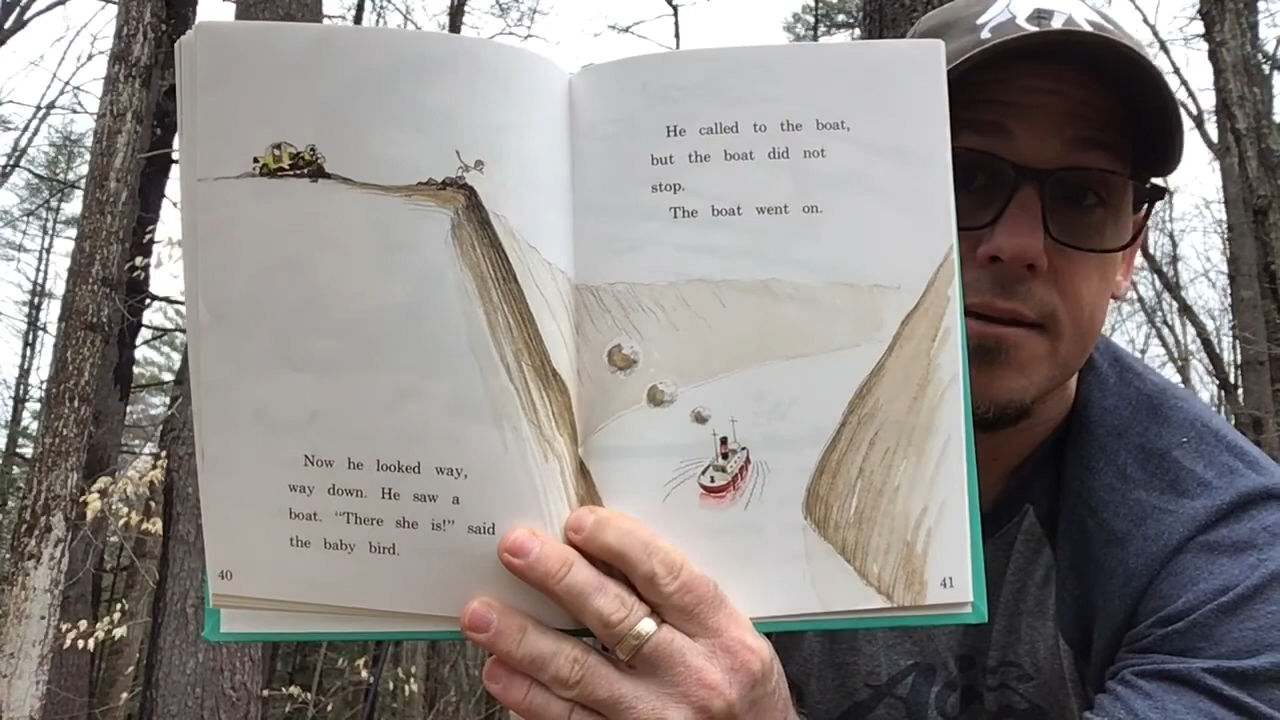 Now he looked way,
way down. He saw a
boat. “There she is!” said
the baby bird.
40
He called to the boat,
but the boat did not
stop.
The boat went on.
41